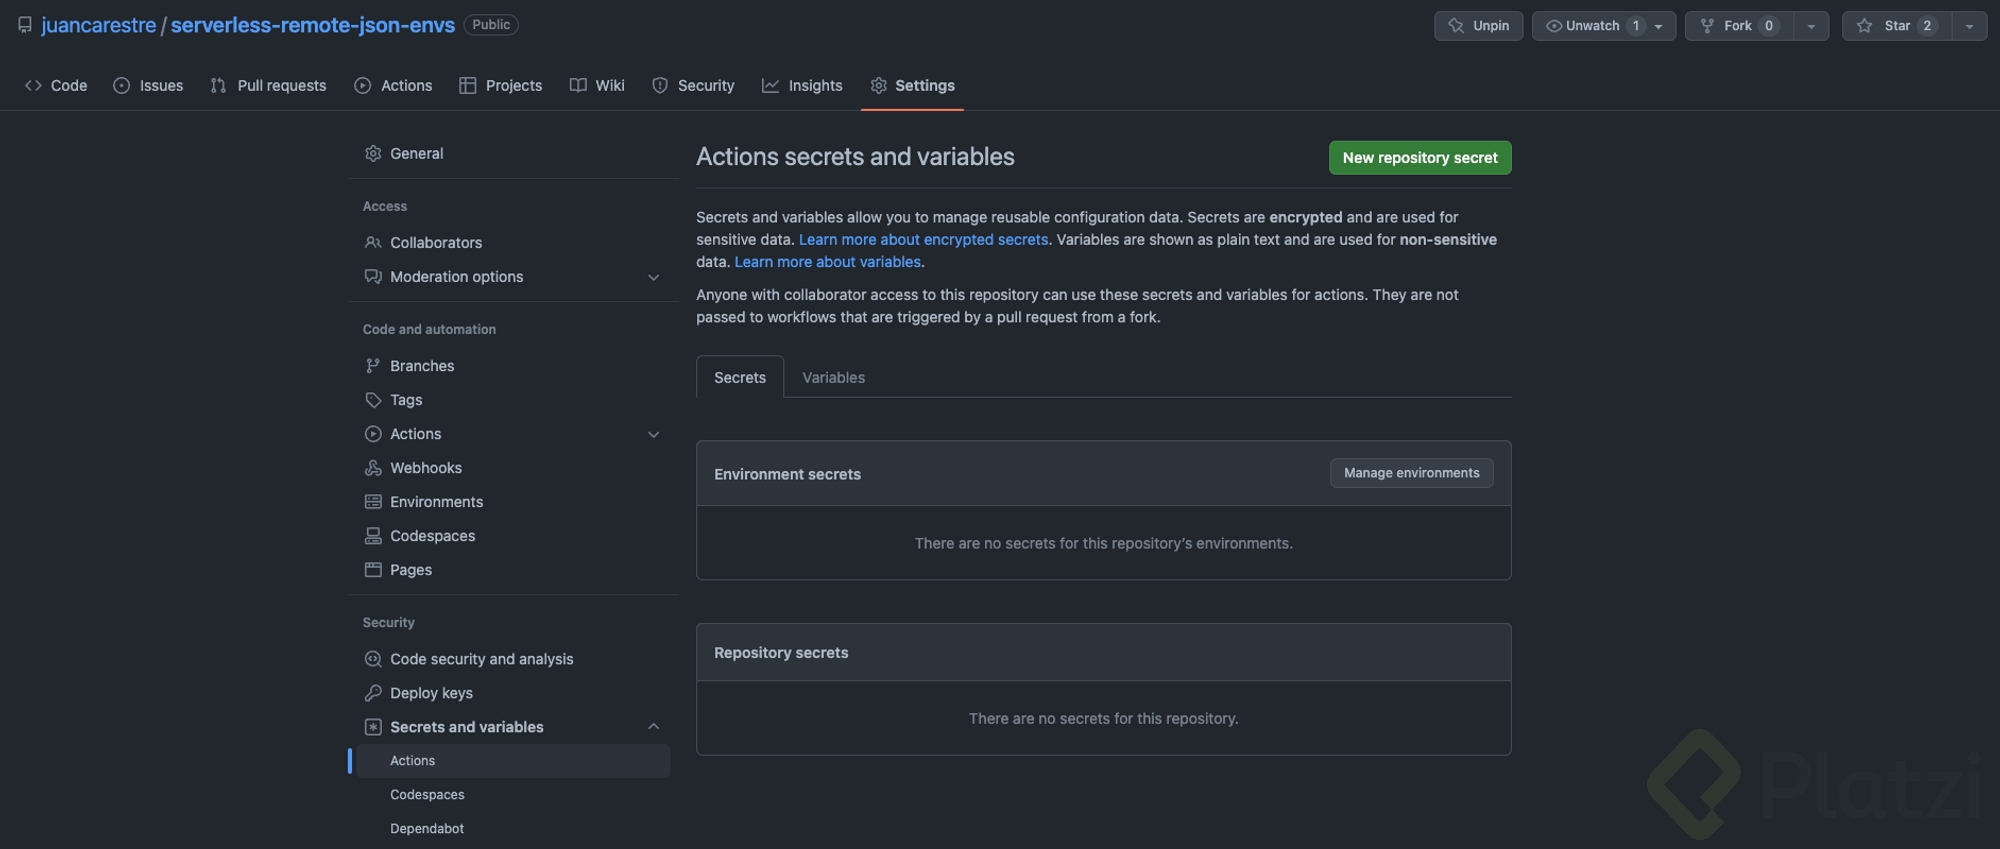 juancarestre / serverless-remote-json-envs Public
Unpin
Unwatch 1
Fork 0
Star 2
Code
Issues
Pull requests
Actions
Projects
Wiki
Security
Insights
Settings
General
Access
Collaborators
Moderation options
Code and automation
Branches
Tags
Actions
Webhooks
Environments
Codespaces
Pages
Security
Code security and analysis
Deploy keys
Secrets and variables
Actions
Codespaces
Dependabot
Actions secrets and variables
New repository secret
Secrets and variables allow you to manage reusable configuration data. Secrets are encrypted and are used for
sensitive data. Learn more about encrypted secrets. Variables are shown as plain text and are used for non-sensitive
data. Learn more about variables.
Anyone with collaborator access to this repository can use these secrets and variables for actions. They are not
passed to workflows that are triggered by a pull request from a fork.
Secrets
Variables
Environment secrets
Manage environments
There are no secrets for this repository's environments.
Repository secrets
There are no secrets for this repository.
Platzi